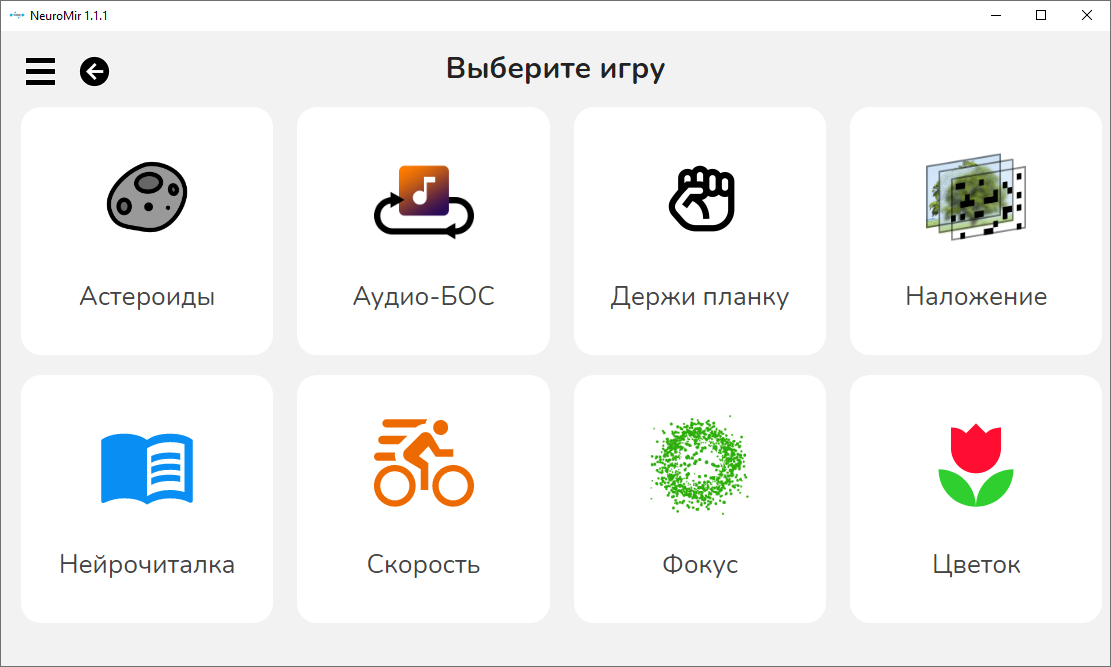 NeuroMir 1.1.1
Выберите игру
Астероиды
Аудио-БОС
Держи планку
Наложение
Нейрочиталка
Скорость
Фокус
Цветок